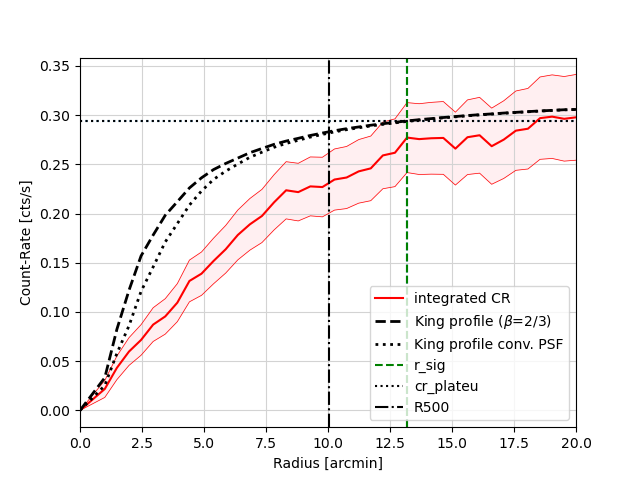 0.35
0.30
0.25
0.20
0.15
0.10
0.05
0.00
Count-Rate [cts/s]
integrated CR
King profile (β=2/3)
King profile conv. PSF
r_sig
cr_plateu
R500
0.0 2.5 5.0 7.5 10.0 12.5 15.0 17.5 20.0
Radius [arcmin]